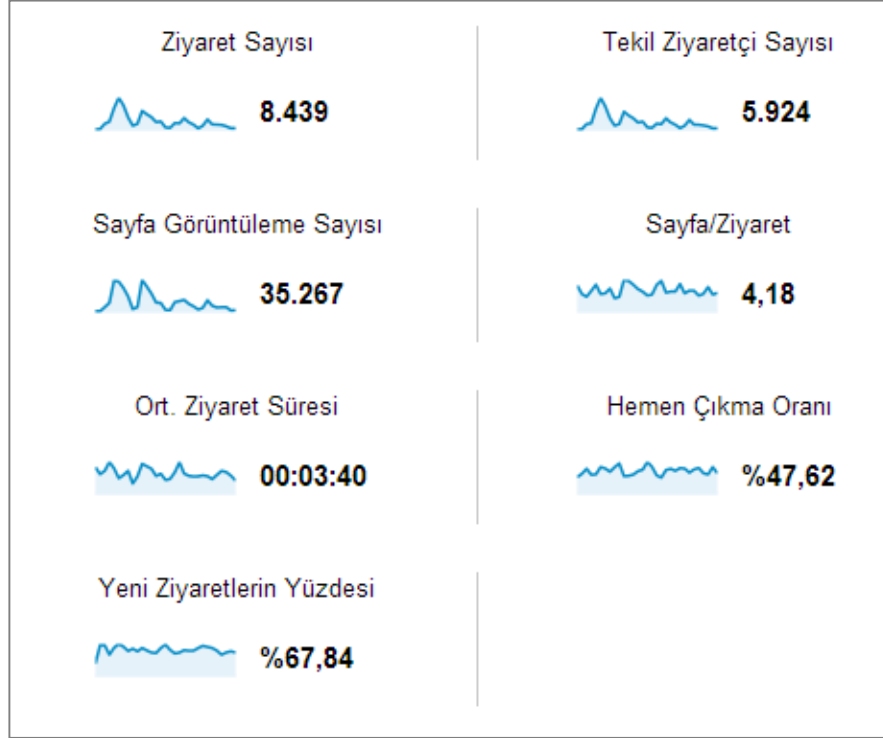 Ziyaret Sayısı
8.439
Tekil Ziyaretçi Sayısı
5.924
Sayfa Görüntüleme Sayısı
35.267
Sayfa/Ziyaret
4,18
Ort. Ziyaret Süresi
00:03:40
Hemen Çıkma Oranı
%47,62
Yeni Ziyaretlerin Yüzdesi
%67,84